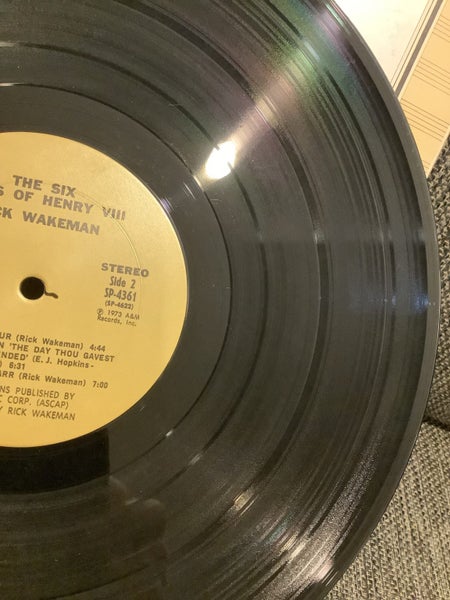 THE SIX
S OF HENRY VIII
CK WAKEMAN
STEREO
Side 2
SP-4361
(SP-4622)
℗ 1973 A&M
Records, Inc.
UR (Rick Wakeman) 4:44
N 'THE DAY THOU GAVEST
ENDED' (E. J. Hopkins-
) 6:31
ARR (Rick Wakeman) 7:00
NS PUBLISHED BY
C CORP. (ASCAP)
Y RICK WAKEMAN